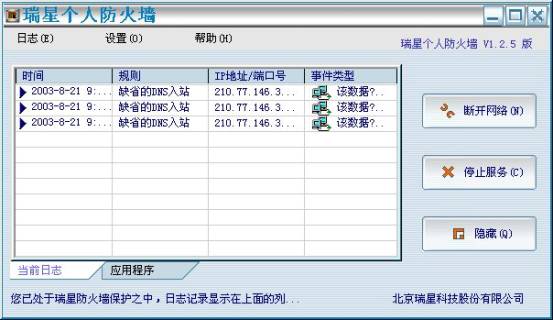 瑞星个人防火墙
日志(E) 设置(O) 帮助(H)
瑞星个人防火墙 V1.2.5 版
时间 规则 IP地址/端口号 事件类型
2003-8-21 9:... 缺省的DNS入站 210.77.146.3... 该数据?..
2003-8-21 9:... 缺省的DNS入站 210.77.146.3... 该数据?..
2003-8-21 9:... 缺省的DNS入站 210.77.146.3... 该数据?..
断开网络(N)
停止服务(C)
隐藏(Q)
当前日志 应用程序
您已处于瑞星防火墙保护之中，日志记录显示在上面的列... 北京瑞星科技股份有限公司